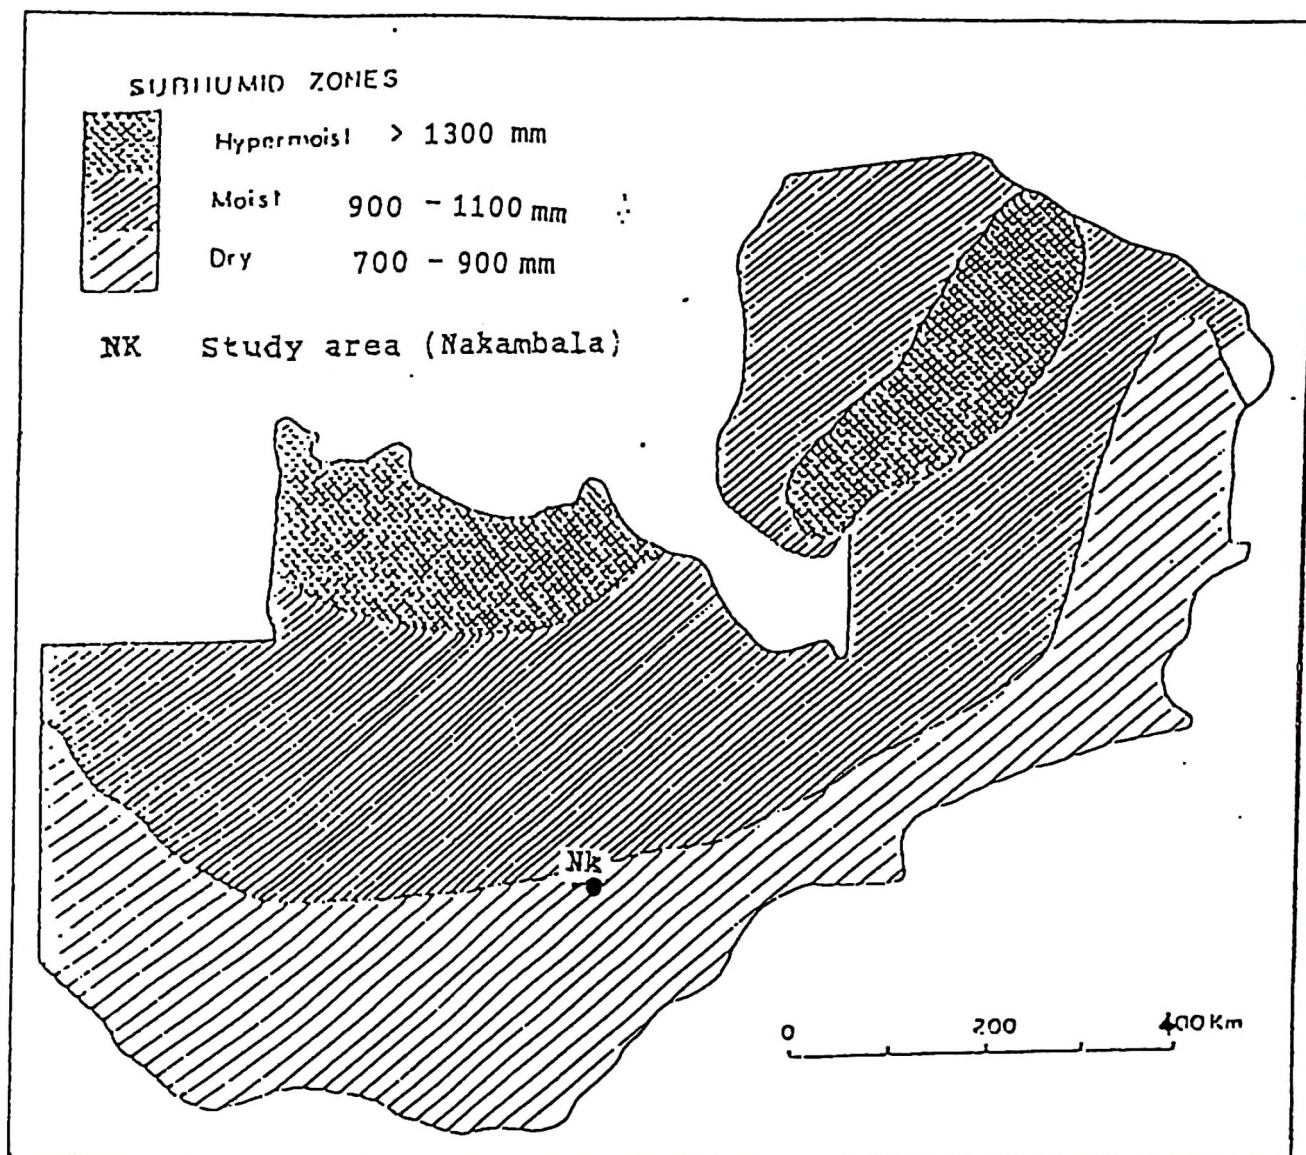 SUBHUMID ZONES
Hypermoist > 1300 mm
Moist 900 - 1100 mm
Dry 700 - 900 mm
NK Study area (Nakambala)
Nk
0 200 400 Km